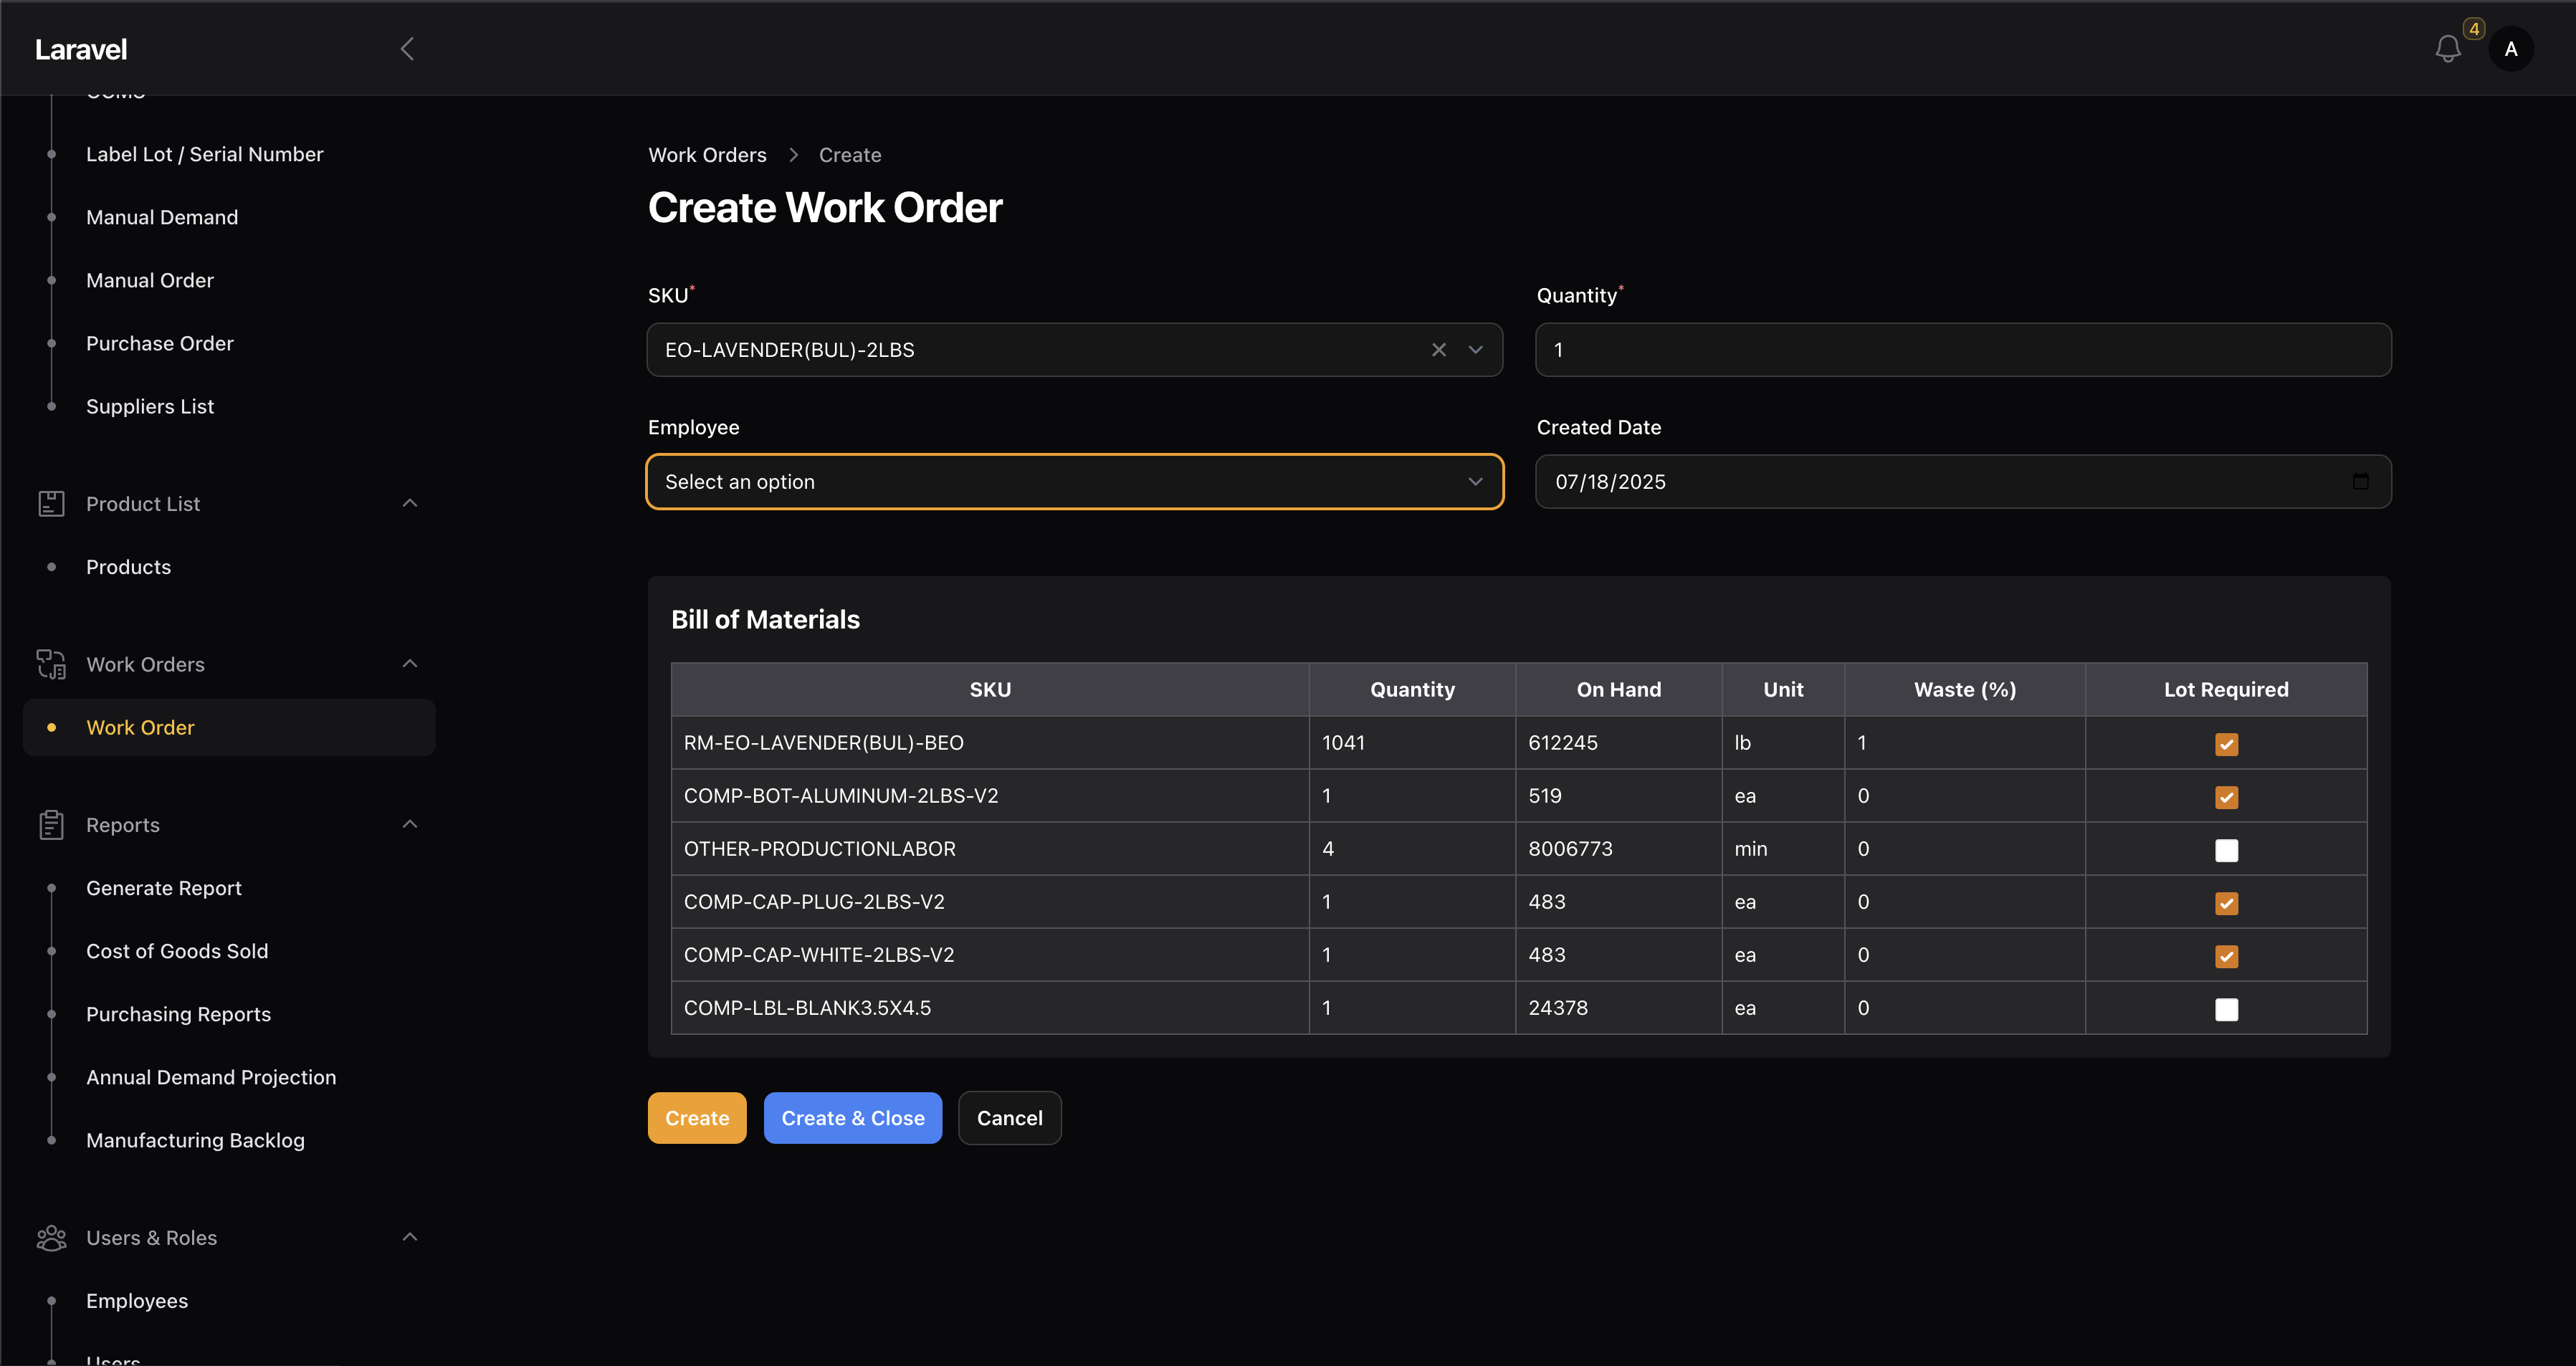 Laravel
4
A
Label Lot / Serial Number
Manual Demand
Manual Order
Purchase Order
Suppliers List
Product List
Products
Work Orders
Work Order
Reports
Generate Report
Cost of Goods Sold
Purchasing Reports
Annual Demand Projection
Manufacturing Backlog
Users & Roles
Employees
Users
Work Orders > Create
Create Work Order
SKU* Quantity*
EO-LAVENDER(BUL)-2LBS 1
Employee Created Date
Select an option 07/18/2025
Bill of Materials
SKU Quantity On Hand Unit Waste (%) Lot Required
RM-EO-LAVENDER(BUL)-BEO 1041 612245 lb 1
COMP-BOT-ALUMINUM-2LBS-V2 1 519 ea 0
OTHER-PRODUCTIONLABOR 4 8006773 min 0
COMP-CAP-PLUG-2LBS-V2 1 483 ea 0
COMP-CAP-WHITE-2LBS-V2 1 483 ea 0
COMP-LBL-BLANK3.5X4.5 1 24378 ea 0
Create Create & Close Cancel